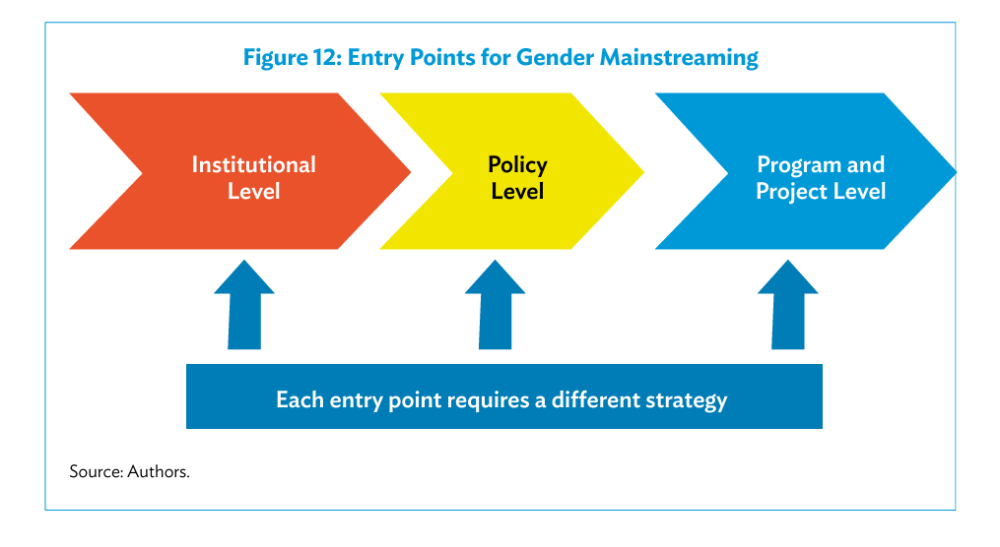 Figure 12: Entry Points for Gender Mainstreaming
Institutional
Level
Policy
Level
Program and
Project Level
Each entry point requires a different strategy
Source: Authors.